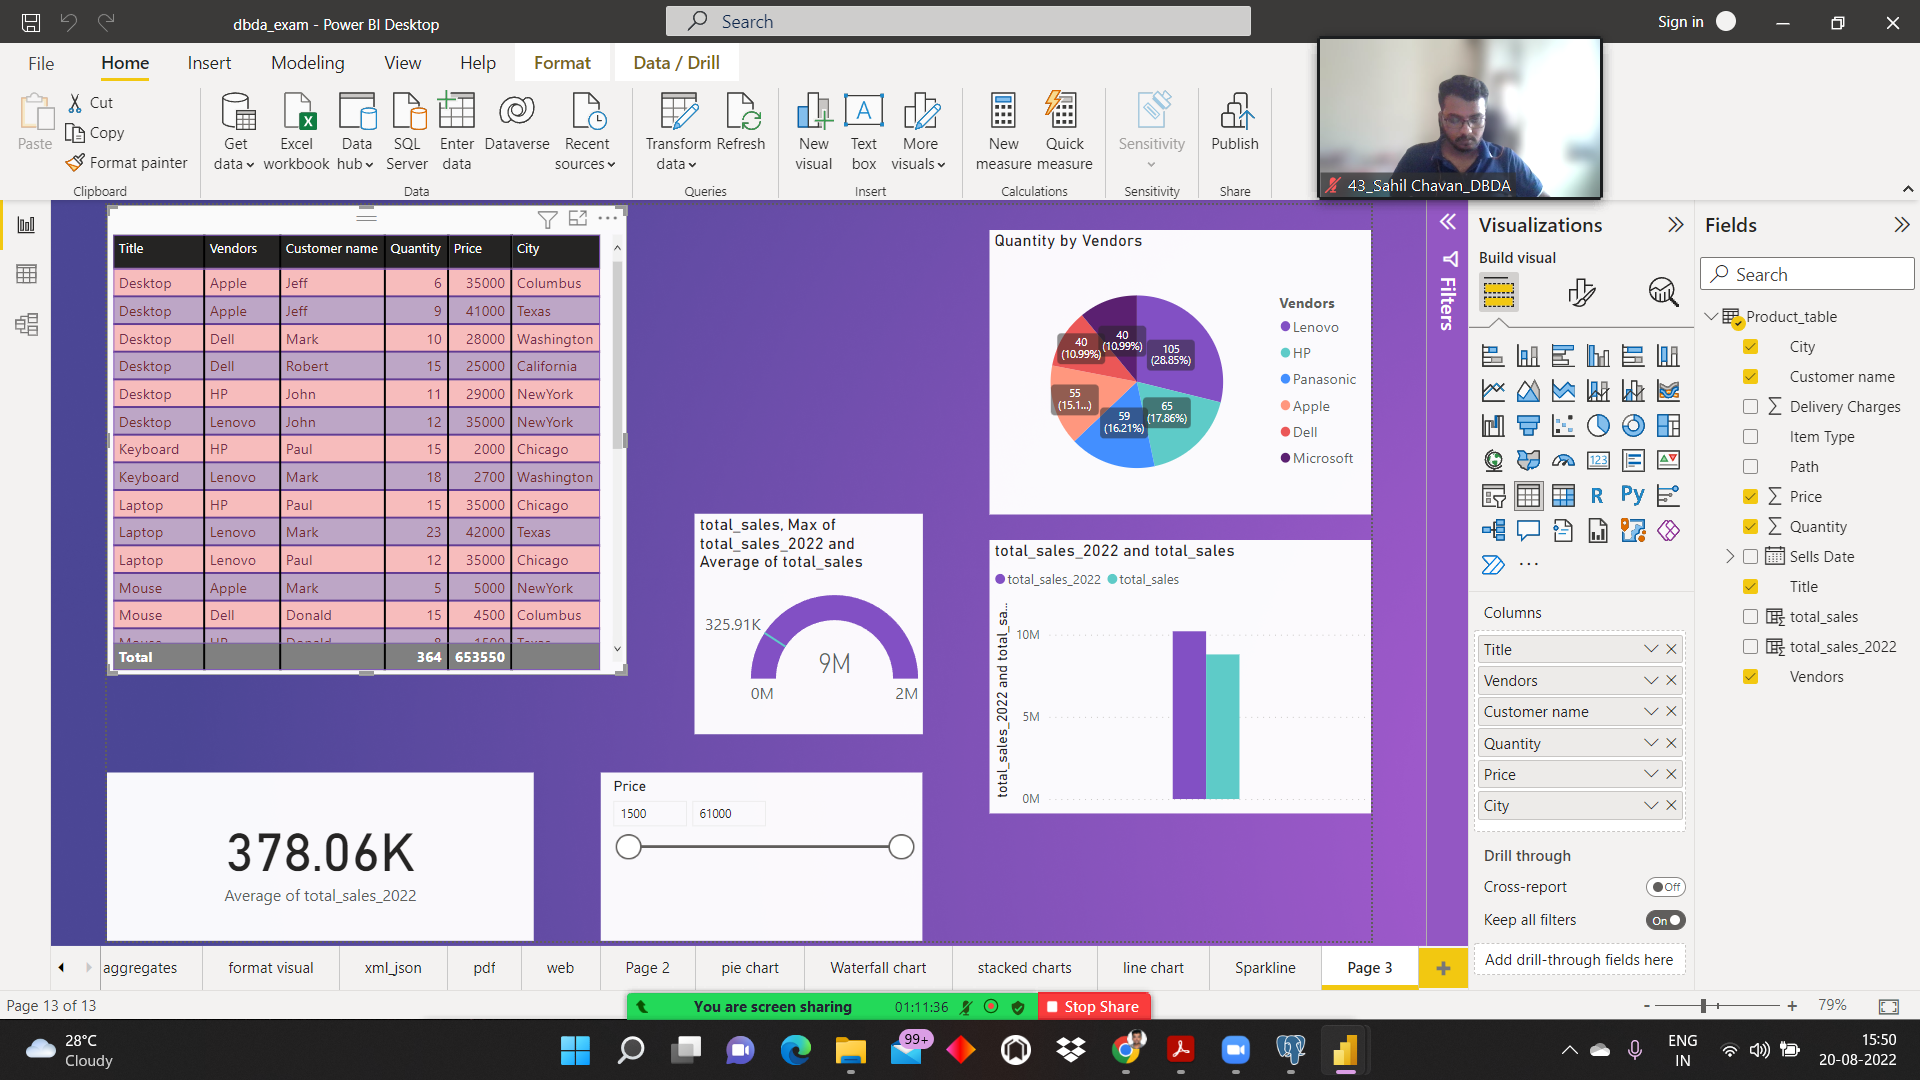 dbda_exam - Power BI Desktop
Search
Sign in
File
Home
Insert
Modeling
View
Help
Format
Data / Drill
Paste
Cut
Copy
Format painter
Clipboard
Get data
Excel workbook
Data hub
SQL Server
Enter data
Dataverse
Recent sources
Data
Transform data
Refresh
Queries
New visual
Text box
More visuals
Insert
New measure
Quick measure
Calculations
Sensitivity
Sensitivity
Publish
Share
43_Sahil Chavan_DBDA
Title Vendors Customer name Quantity Price City
Desktop Apple Jeff 6 35000 Columbus
Desktop Apple Jeff 9 41000 Texas
Desktop Dell Mark 10 28000 Washington
Desktop Dell Robert 15 25000 California
Desktop HP John 11 29000 NewYork
Desktop Lenovo John 12 35000 NewYork
Keyboard HP Paul 15 2000 Chicago
Keyboard Lenovo Mark 18 2700 Washington
Laptop HP Paul 15 35000 Chicago
Laptop Lenovo Mark 23 42000 Texas
Laptop Lenovo Paul 12 35000 Chicago
Mouse Apple Mark 5 5000 NewYork
Mouse Dell Donald 15 4500 Columbus
Mouse HP Donald 8 1500 Texas
Total 364 653550
total_sales, Max of
total_sales_2022 and
Average of total_sales
325.91K
9M
0M
2M
378.06K
Average of total_sales_2022
Price
1500
61000
Quantity by Vendors
40
(10.99%)
40
(10.99%)
105
(28.85%)
55
(15.1...)
59
(16.21%)
65
(17.86%)
Vendors
Lenovo
HP
Panasonic
Apple
Dell
Microsoft
total_sales_2022 and total_sales
total_sales_2022 total_sales
total_sales_2022 and total_sa...
10M
5M
0M
Filters
Visualizations
Build visual
123
R
Py
Columns
Title
Vendors
Customer name
Quantity
Price
City
Drill through
Cross-report
Off
Keep all filters
On
Add drill-through fields here
Fields
Search
Product_table
City
Customer name
Delivery Charges
Item Type
Path
Price
Quantity
Sells Date
Title
total_sales
total_sales_2022
Vendors
aggregates
format visual
xml_json
pdf
web
Page 2
pie chart
Waterfall chart
stacked charts
line chart
Sparkline
Page 3
Page 13 of 13
You are screen sharing
01:11:36
Stop Share
79%
28°C
Cloudy
99+
ENG
IN
15:50
20-08-2022